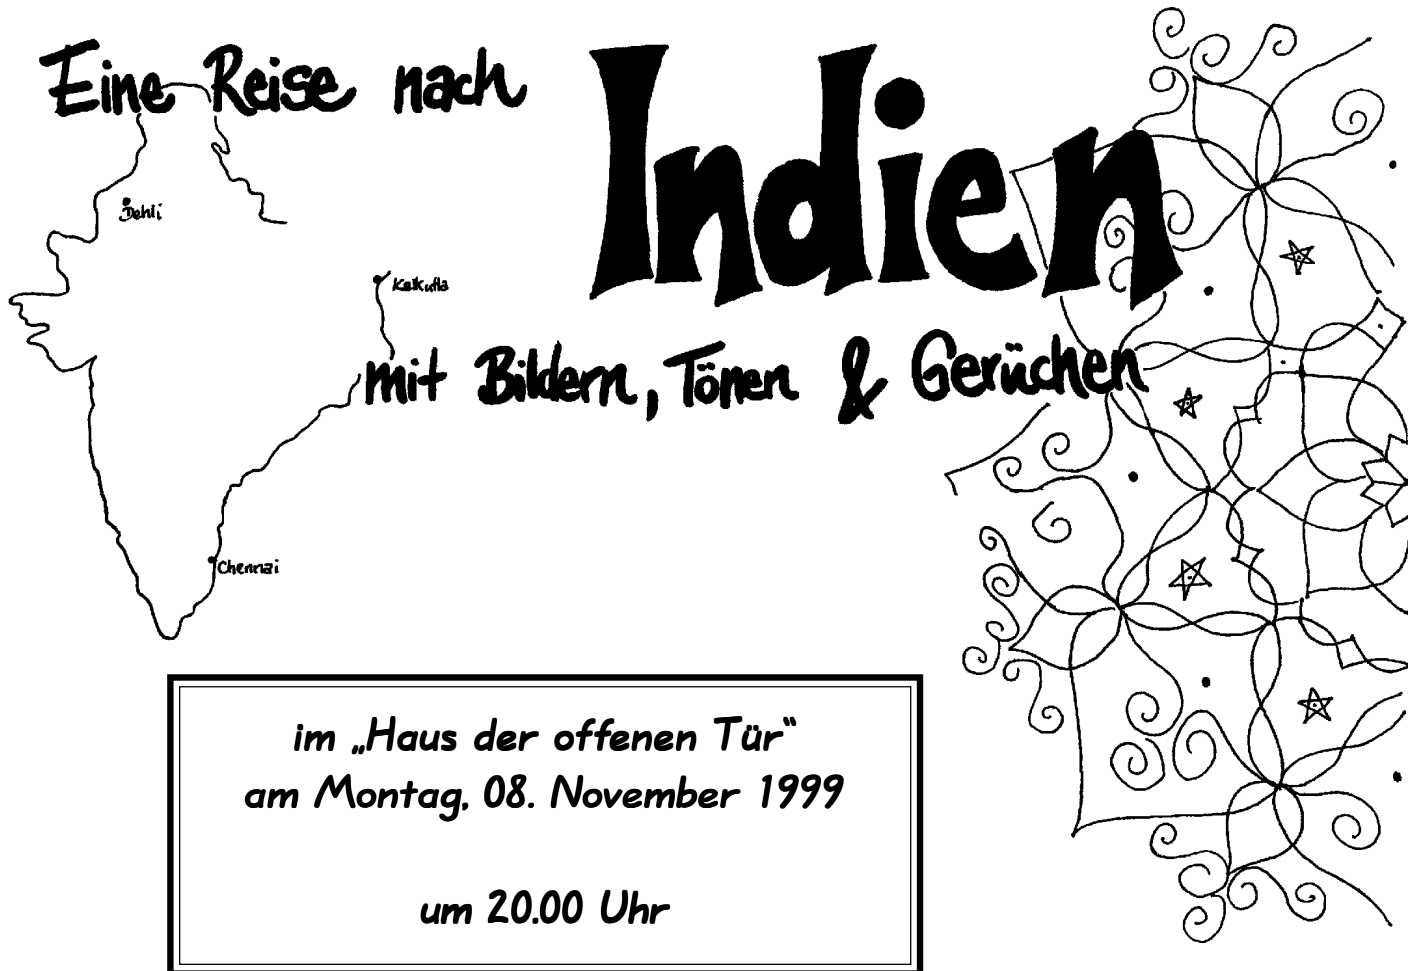 Eine Reise nach
Indien
Dehli
Kalkutta
mit Bildern, Tönen & Gerüchen
Chennai
im „Haus der offenen Tür“
am Montag, 08. November 1999
um 20.00 Uhr